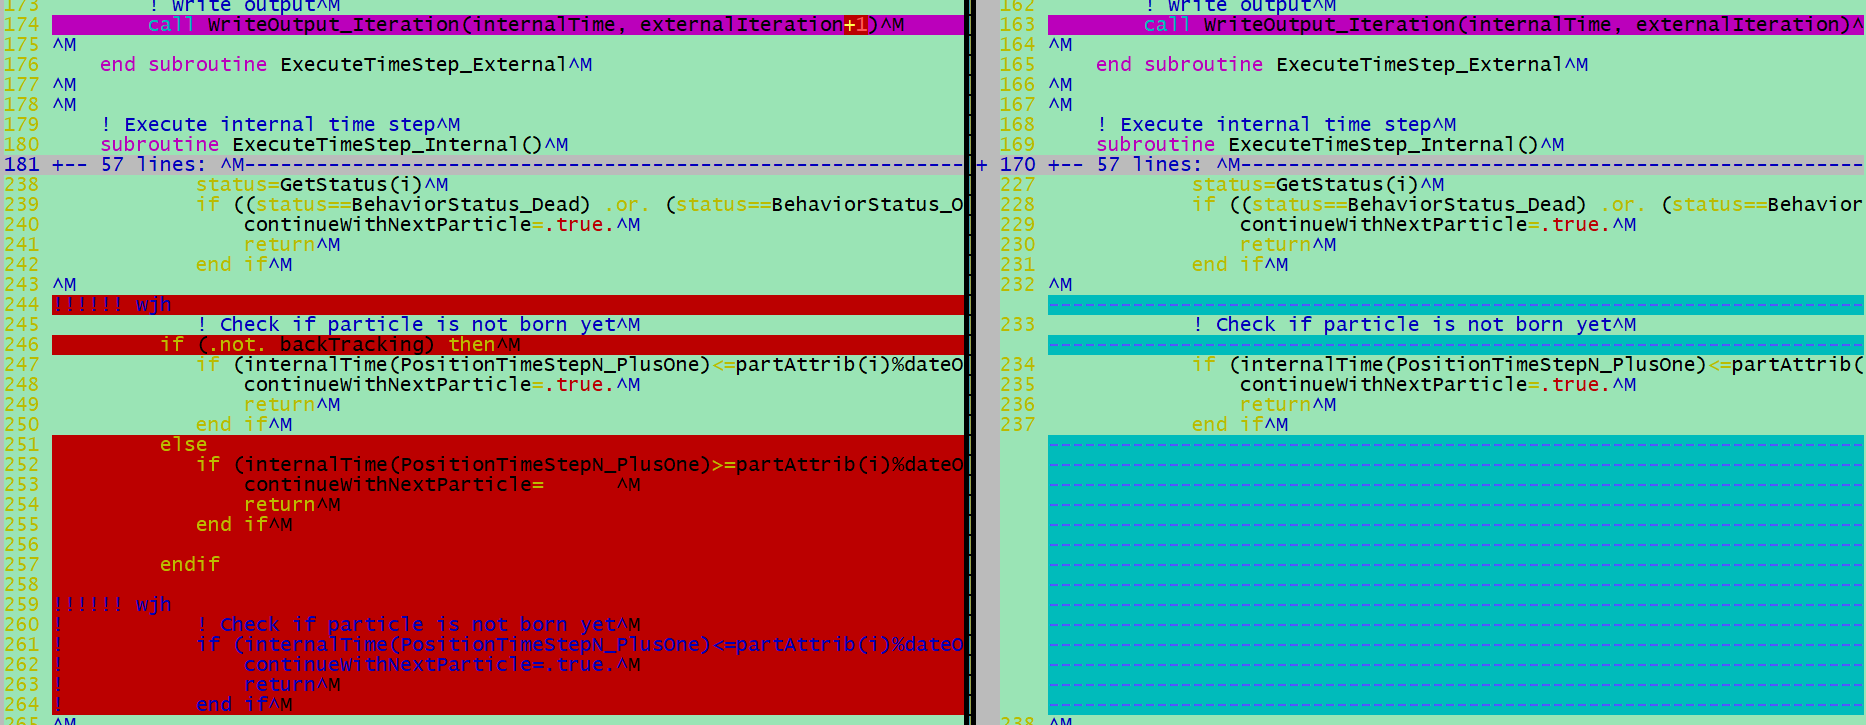 173         ! Write output^M
174         call WriteOutput_Iteration(internalTime, externalIteration+1)^M
175 ^M
176     end subroutine ExecuteTimeStep_External^M
177 ^M
178 ^M
179     ! Execute internal time step^M
180     subroutine ExecuteTimeStep_Internal()^M
181 +-- 57 lines: ^M------------------------------------------------------------
238             status=GetStatus(i)^M
239             if ((status==BehaviorStatus_Dead) .or. (status==BehaviorStatus_O
240                 continueWithNextParticle=.true.^M
241                 return^M
242             end if^M
243 ^M
244 !!!!!! wjh
245             ! Check if particle is not born yet^M
246          if (.not. backTracking) then^M
247             if (internalTime(PositionTimeStepN_PlusOne)<=partAttrib(i)%dateO
248                 continueWithNextParticle=.true.^M
249                 return^M
250             end if^M
251          else
252             if (internalTime(PositionTimeStepN_PlusOne)>=partAttrib(i)%dateO
253                 continueWithNextParticle=      ^M
254                 return^M
255             end if^M
256
257          endif
258
259 !!!!!! wjh
260 !           ! Check if particle is not born yet^M
261 !           if (internalTime(PositionTimeStepN_PlusOne)<=partAttrib(i)%dateO
262 !               continueWithNextParticle=.true.^M
263 !               return^M
264 !           end if^M
265 ^M
162         ! Write output^M
163         call WriteOutput_Iteration(internalTime, externalIteration)^
164 ^M
165     end subroutine ExecuteTimeStep_External^M
166 ^M
167 ^M
168     ! Execute internal time step^M
169     subroutine ExecuteTimeStep_Internal()^M
+ 170 +-- 57 lines: ^M----------------------------------------------------
227             status=GetStatus(i)^M
228             if ((status==BehaviorStatus_Dead) .or. (status==Behavior
229                 continueWithNextParticle=.true.^M
230                 return^M
231             end if^M
232 ^M
233             ! Check if particle is not born yet^M
234             if (internalTime(PositionTimeStepN_PlusOne)<=partAttrib(
235                 continueWithNextParticle=.true.^M
236                 return^M
237             end if^M
238 ^M